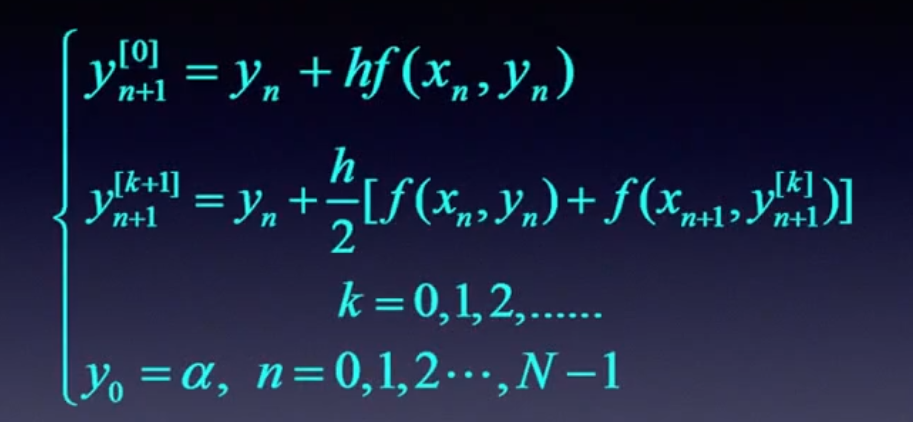 y_{n+1}^{[0]} = y_n + hf(x_n, y_n)
y_{n+1}^{[k+1]} = y_n + \frac{h}{2}[f(x_n, y_n) + f(x_{n+1}, y_{n+1}^{[k]})]
k = 0,1,2,......
y_0 = α, n = 0,1,2⋯,N−1